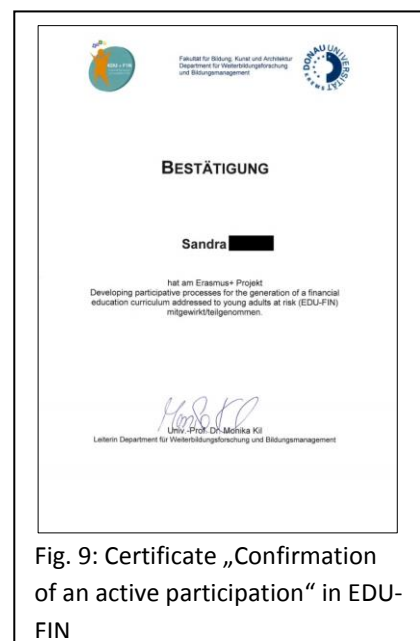 EDU FIN
Fakultät für Bildung, Kunst und Architektur
Department für Weiterbildungsforschung
und Bildungsmanagement
DONAU UNIVERSITÄT KREMS
BESTÄTIGUNG
Sandra
hat am Erasmus+ Projekt
Developing participative processes for the generation of a financial
education curriculum addressed to young adults at risk (EDU-FIN)
mitgewirkt/teilgenommen.
Univ.-Prof. Dr. Monika Kil
Leiterin Department für Weiterbildungsforschung und Bildungsmanagement
Fig. 9: Certificate „Confirmation
of an active participation“ in EDU-
FIN